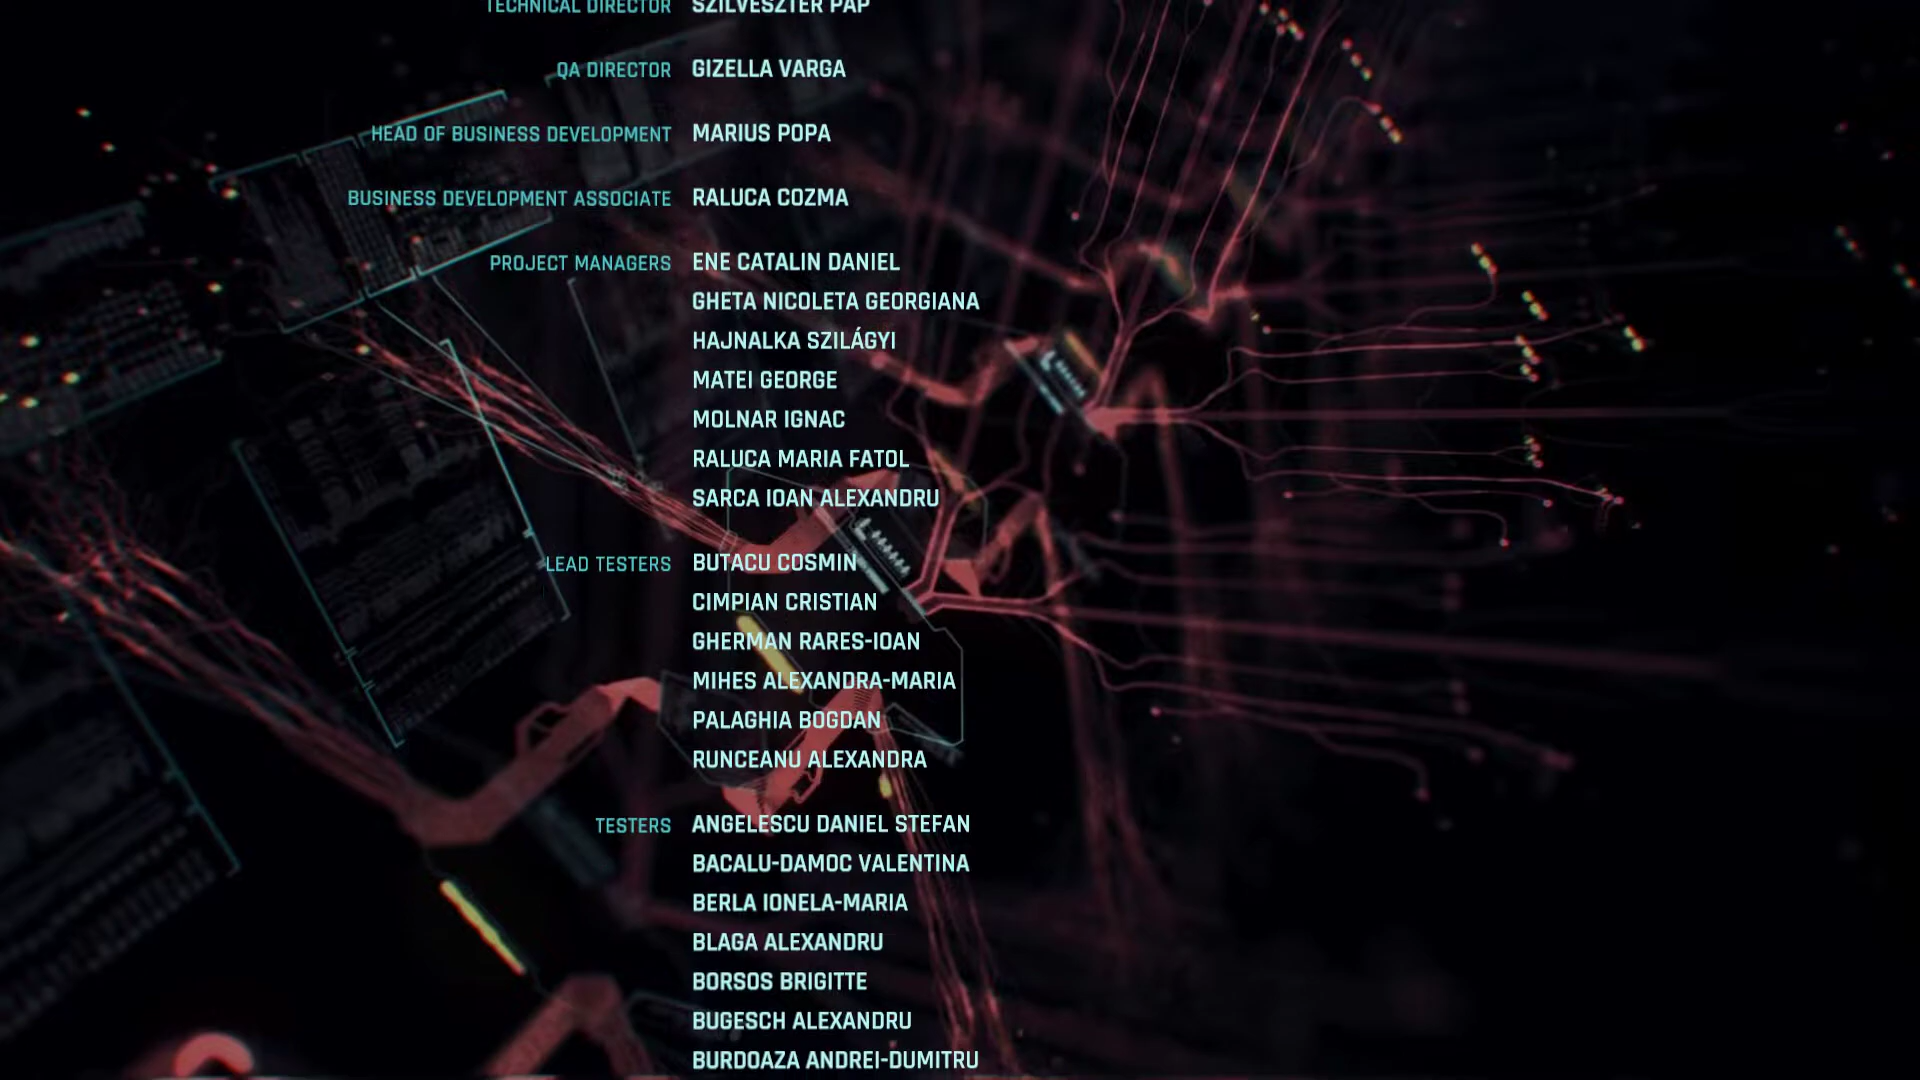 TECHNICAL DIRECTOR SZILVESZTER PAP
QA DIRECTOR GIZELLA VARGA
HEAD OF BUSINESS DEVELOPMENT MARIUS POPA
BUSINESS DEVELOPMENT ASSOCIATE RALUCA COZMA
PROJECT MANAGERS ENE CATALIN DANIEL
GHETA NICOLETA GEORGIANA
HAJNALKA SZILÁGYI
MATEI GEORGE
MOLNAR IGNAC
RALUCA MARIA FATOL
SARCA IOAN ALEXANDRU
LEAD TESTERS BUTACU COSMIN
CIMPIAN CRISTIAN
GHERMAN RARES-IOAN
MIHES ALEXANDRA-MARIA
PALAGHIA BOGDAN
RUNCEANU ALEXANDRA
TESTERS ANGELESCU DANIEL STEFAN
BACALU-DAMOC VALENTINA
BERLA IONELA-MARIA
BLAGA ALEXANDRU
BORSOS BRIGITTE
BUGESCH ALEXANDRU
BURDOAZA ANDREI-DUMITRU